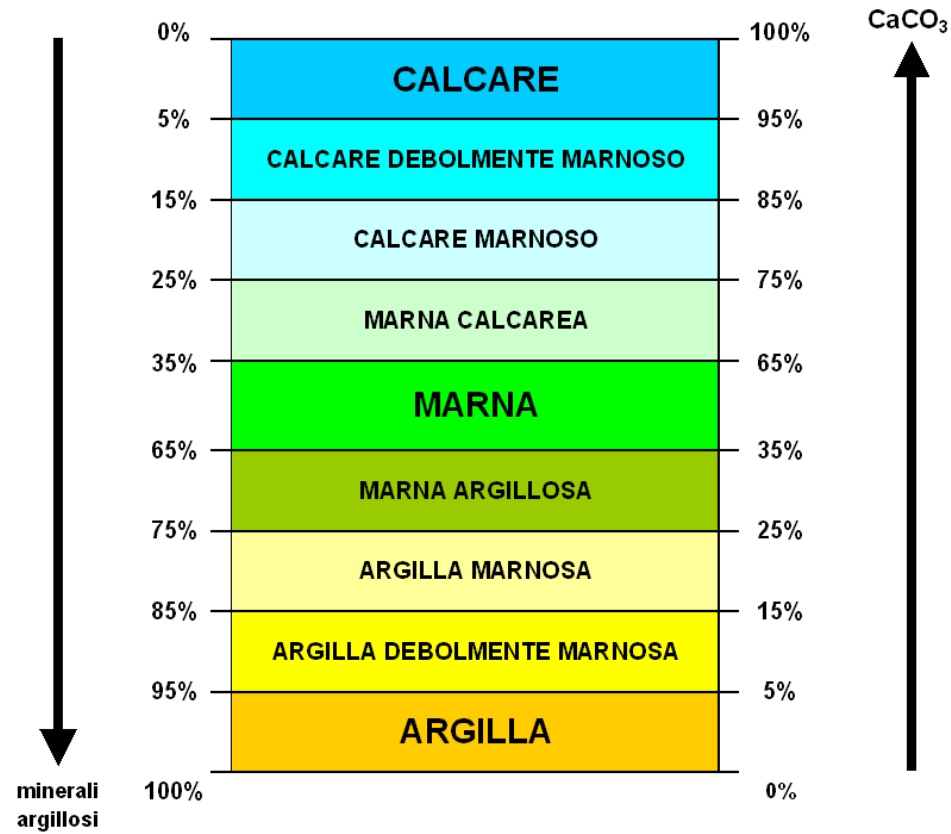 CaCO₃
0% 100%
CALCARE
5% 95%
CALCARE DEBOLMENTE MARNOSO
15% 85%
CALCARE MARNOSO
25% 75%
MARNA CALCAREA
35% 65%
MARNA
65% 35%
MARNA ARGILLOSA
75% 25%
ARGILLA MARNOSA
85% 15%
ARGILLA DEBOLMENTE MARNOSA
95% 5%
ARGILLA
100% 0%
minerali
argillosi